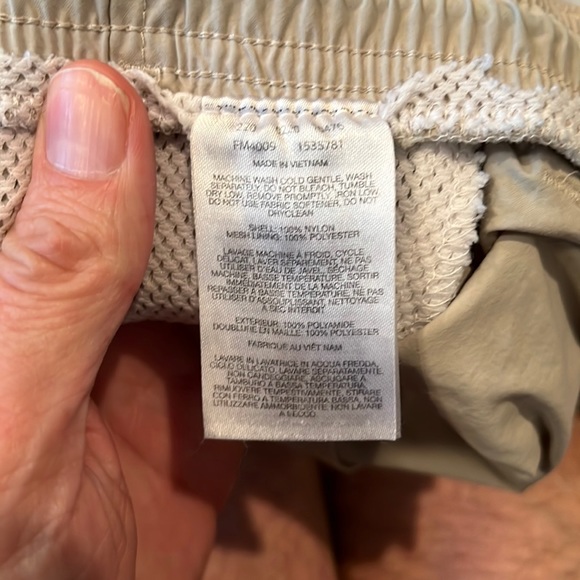 FM4009 1535781
MADE IN VIETNAM
MACHINE WASH COLD GENTLE, WASH
SEPARATELY, DO NOT BLEACH, TUMBLE
DRY LOW, REMOVE PROMPTLY, IRON LOW,
DO NOT USE FABRIC SOFTENER, DO NOT
DRYCLEAN
SHELL: 100% NYLON
MESH LINING: 100% POLYESTER
LAVAGE MACHINE À FROID, CYCLE
DÉLICAT, LAVER SÉPARÉMENT, NE PAS
UTILISER D'EAU DE JAVEL, SÉCHAGE
MACHINE, BASSE TEMPÉRATURE, SORTIR
IMMÉDIATEMENT DE LA MACHINE,
REPASSER À BASSE TEMPÉRATURE, NE PAS
UTILISER D'ASSOUPLISSANT, NETTOYAGE
À SEC INTERDIT
EXTÉRIEUR: 100% POLYAMIDE
DOUBLURE EN MAILLE: 100% POLYESTER
FABRIQUÉ AU VIÊT NAM
LAVARE IN LAVATRICE IN ACQUA FREDDA,
CICLO DELICATO, LAVARE SEPARATAMENTE,
NON CANDEGGIARE, ASCIUGARE A
TAMBURO A BASSA TEMPERATURA,
RIMUOVERE TEMPESTIVAMENTE, STIRARE
CON FERRO A TEMPERATURA BASSA, NON
UTILIZZARE AMMORBIDENTE, NON LAVARE
A SECCO